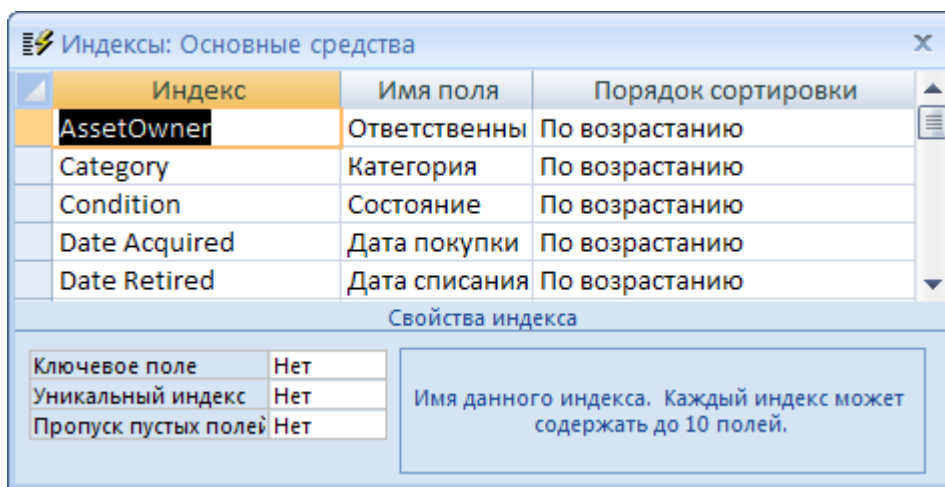 Индексы: Основные средства
Индекс Имя поля Порядок сортировки
AssetOwner Ответственны По возрастанию
Category Категория По возрастанию
Condition Состояние По возрастанию
Date Acquired Дата покупки По возрастанию
Date Retired Дата списания По возрастанию
Свойства индекса
Ключевое поле Нет
Уникальный индекс Нет
Пропуск пустых полей Нет
Имя данного индекса. Каждый индекс может
содержать до 10 полей.